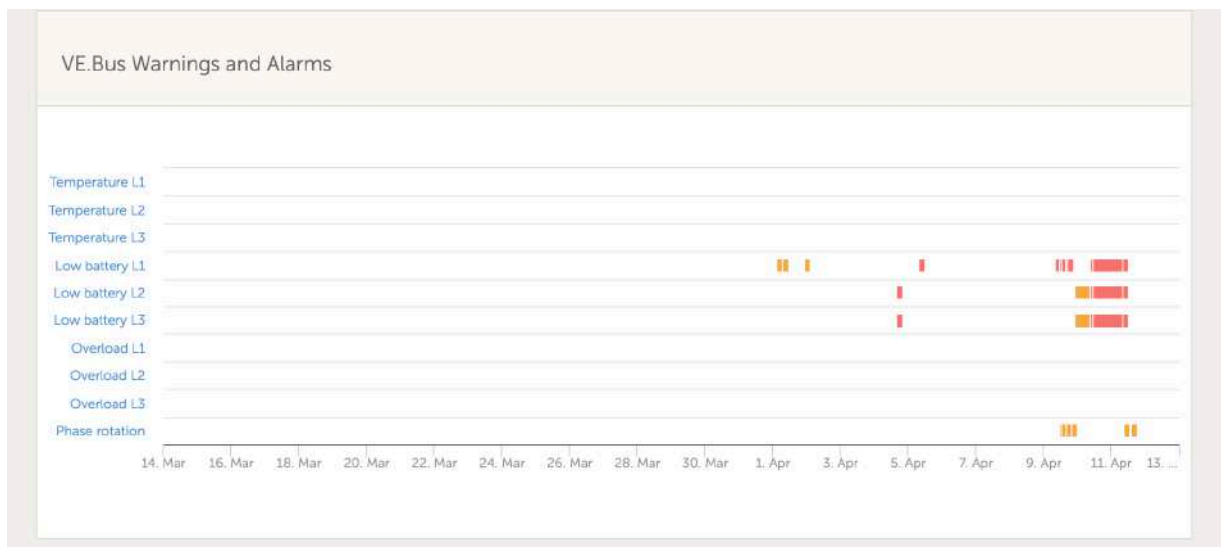 VE.Bus Warnings and Alarms
Temperature L1
Temperature L2
Temperature L3
Low battery L1
Low battery L2
Low battery L3
Overload L1
Overload L2
Overload L3
Phase rotation
14. Mar 16. Mar 18. Mar 20. Mar 22. Mar 24. Mar 26. Mar 28. Mar 30. Mar 1. Apr 3. Apr 5. Apr 7. Apr 9. Apr 11. Apr 13. ...